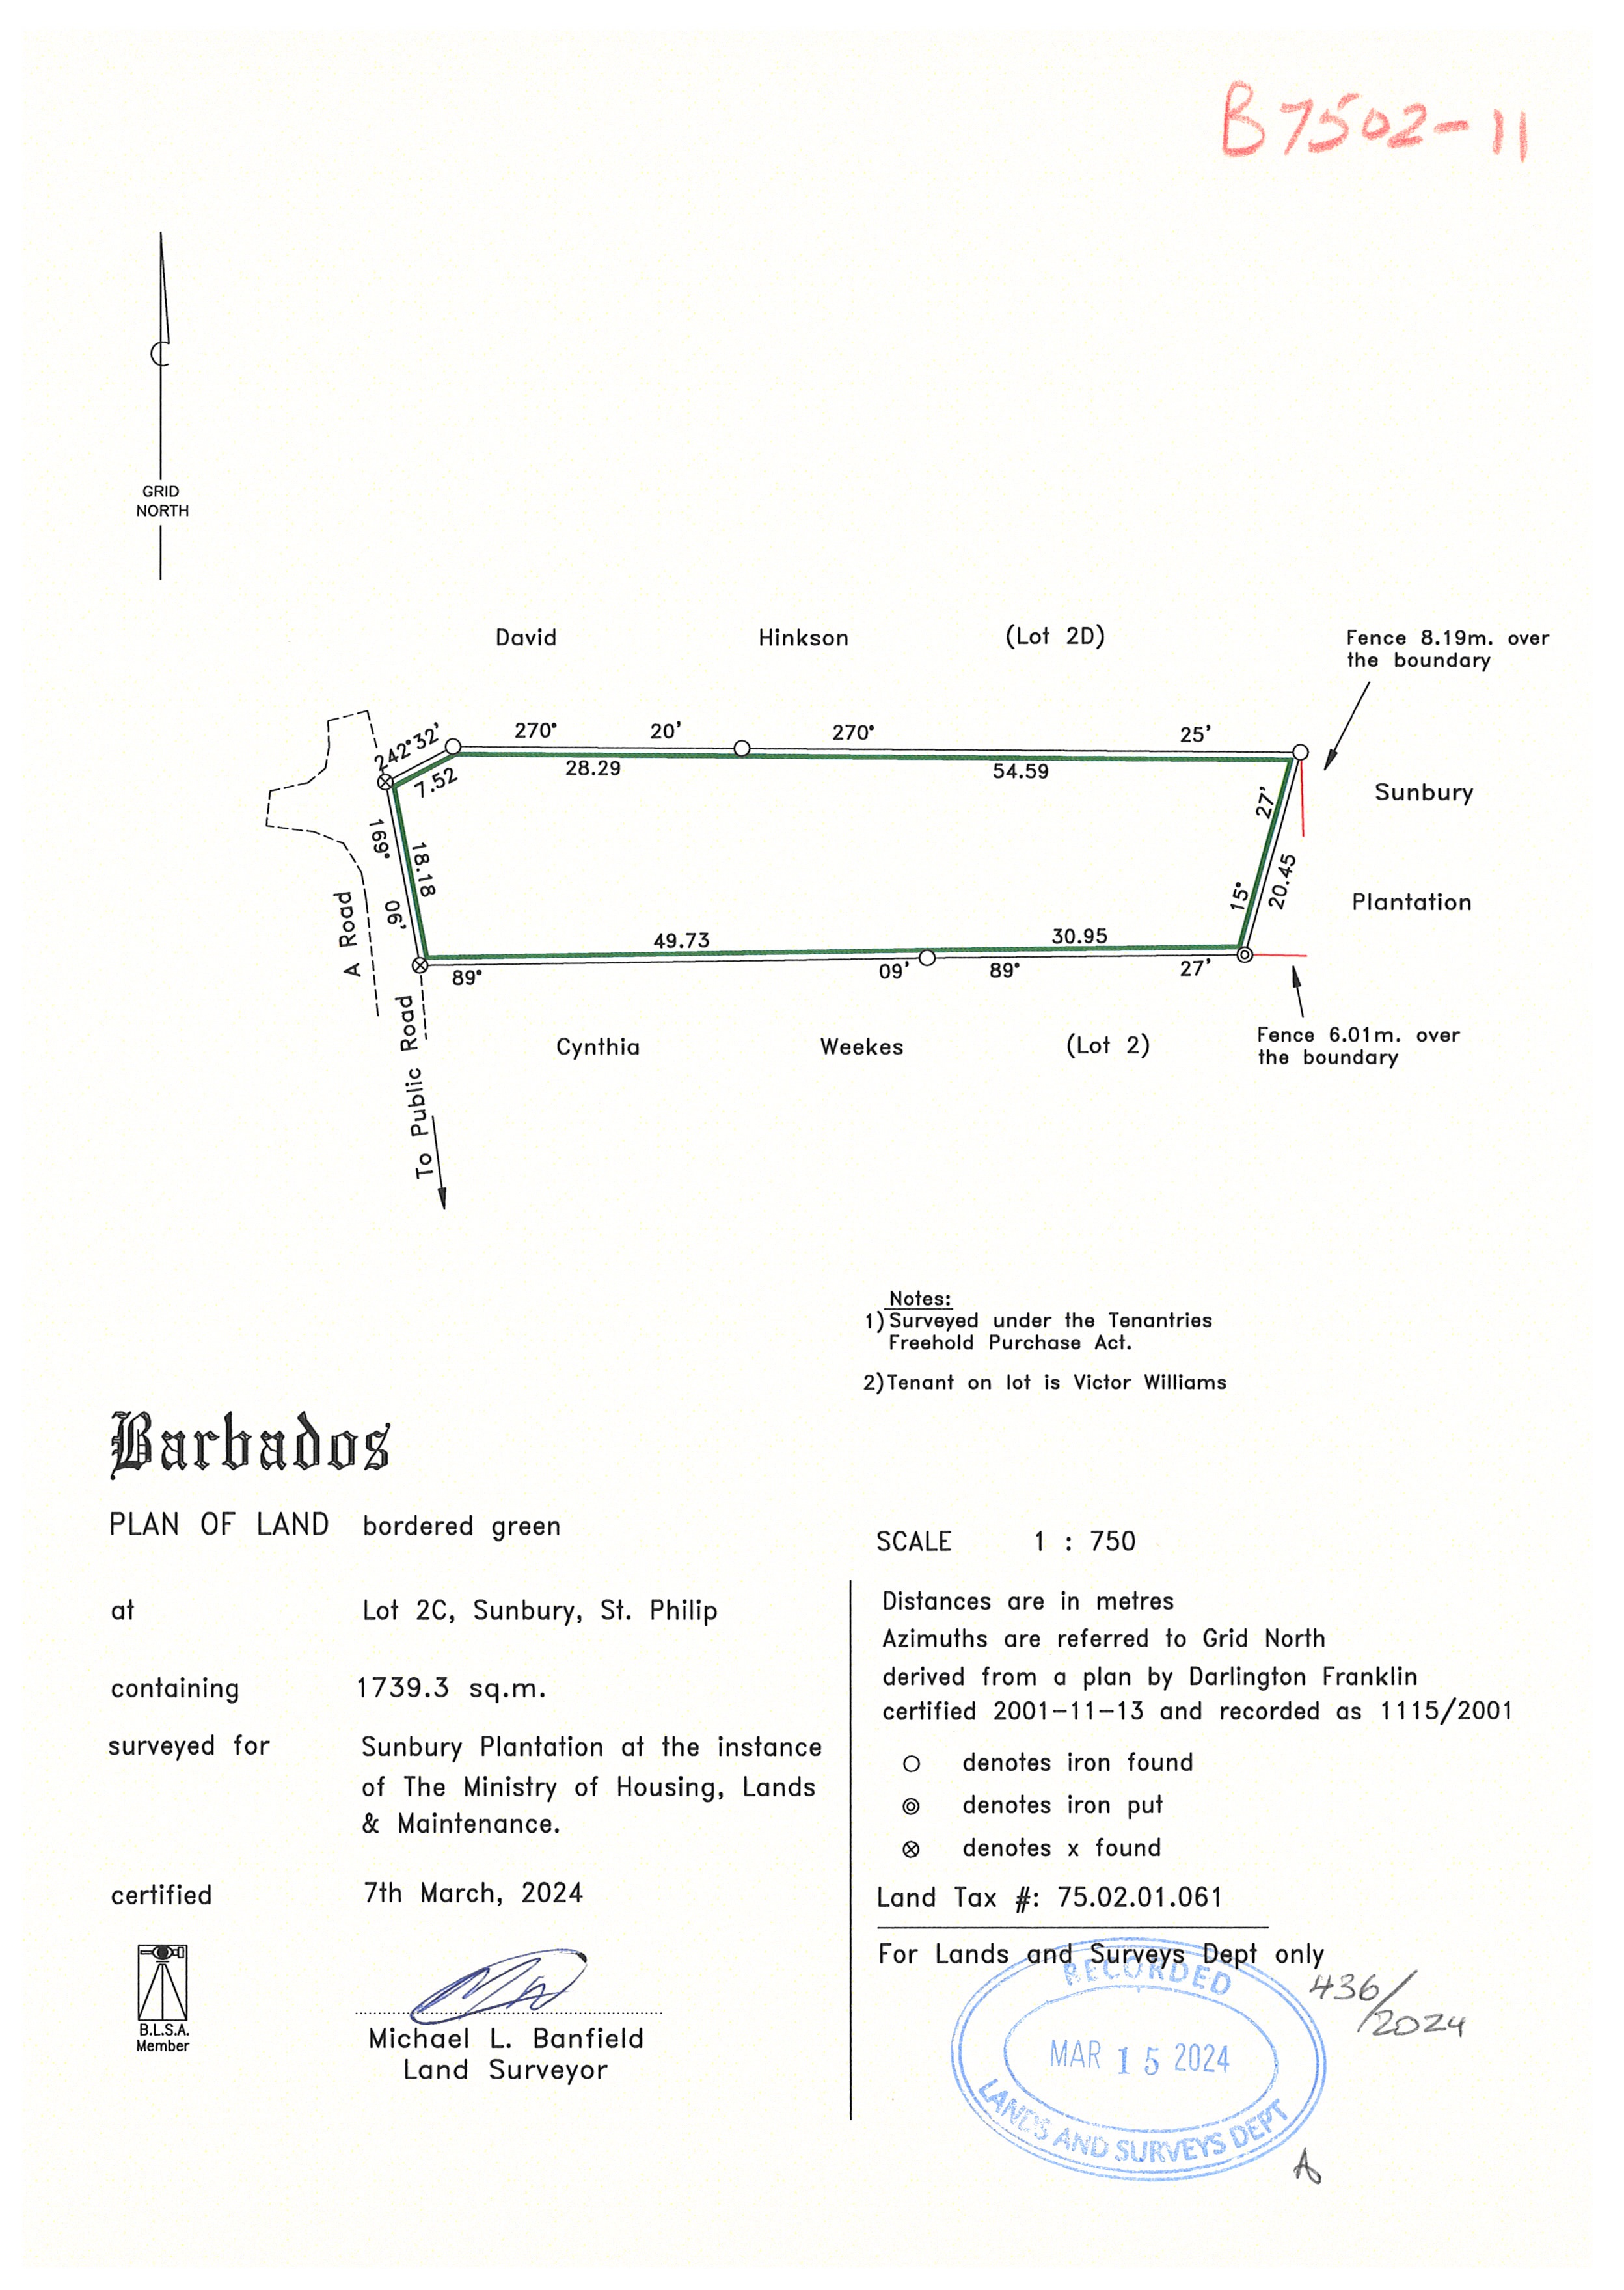 B7502-11
GRID
NORTH
David Hinkson (Lot 2D)
Fence 8.19m. over
the boundary
242°32'
7.52
270° 20'
28.29
270° 25'
54.59
Sunbury
Plantation
169° 06'
18.18
15° 27'
20.45
A Road
49.73
89° 09'
30.95
89° 27'
To Public Road
Cynthia Weekes (Lot 2)
Fence 6.01m. over
the boundary
Notes:
1) Surveyed under the Tenantries
Freehold Purchase Act.
2) Tenant on lot is Victor Williams
Barbados
PLAN OF LAND bordered green
at Lot 2C, Sunbury, St. Philip
containing 1739.3 sq.m.
surveyed for Sunbury Plantation at the instance
of The Ministry of Housing, Lands
& Maintenance.
certified 7th March, 2024
B.L.S.A.
Member
Michael L. Banfield
Land Surveyor
SCALE 1 : 750
Distances are in metres
Azimuths are referred to Grid North
derived from a plan by Darlington Franklin
certified 2001-11-13 and recorded as 1115/2001
denotes iron found
denotes iron put
denotes x found
Land Tax #: 75.02.01.061
For Lands and Surveys Dept only
RECORDED
MAR 15 2024
LANDS AND SURVEYS DEPT
436/2024